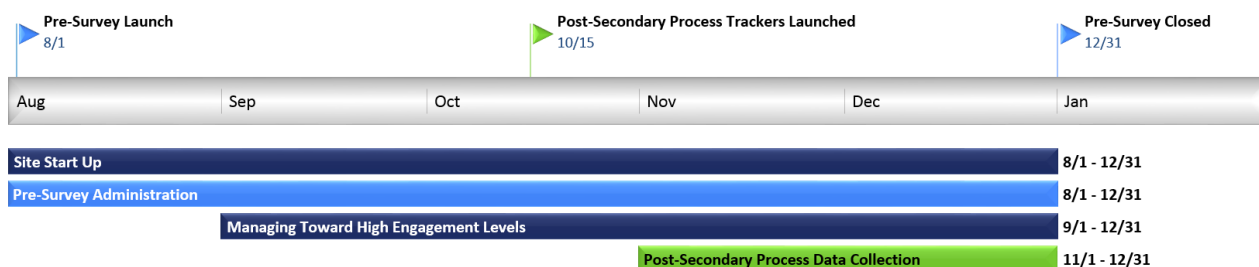 Pre-Survey Launch
8/1
Post-Secondary Process Trackers Launched
10/15
Pre-Survey Closed
12/31
Aug
Sep
Oct
Nov
Dec
Jan
Site Start Up
8/1 - 12/31
Pre-Survey Administration
8/1 - 12/31
Managing Toward High Engagement Levels
9/1 - 12/31
Post-Secondary Process Data Collection
11/1 - 12/31